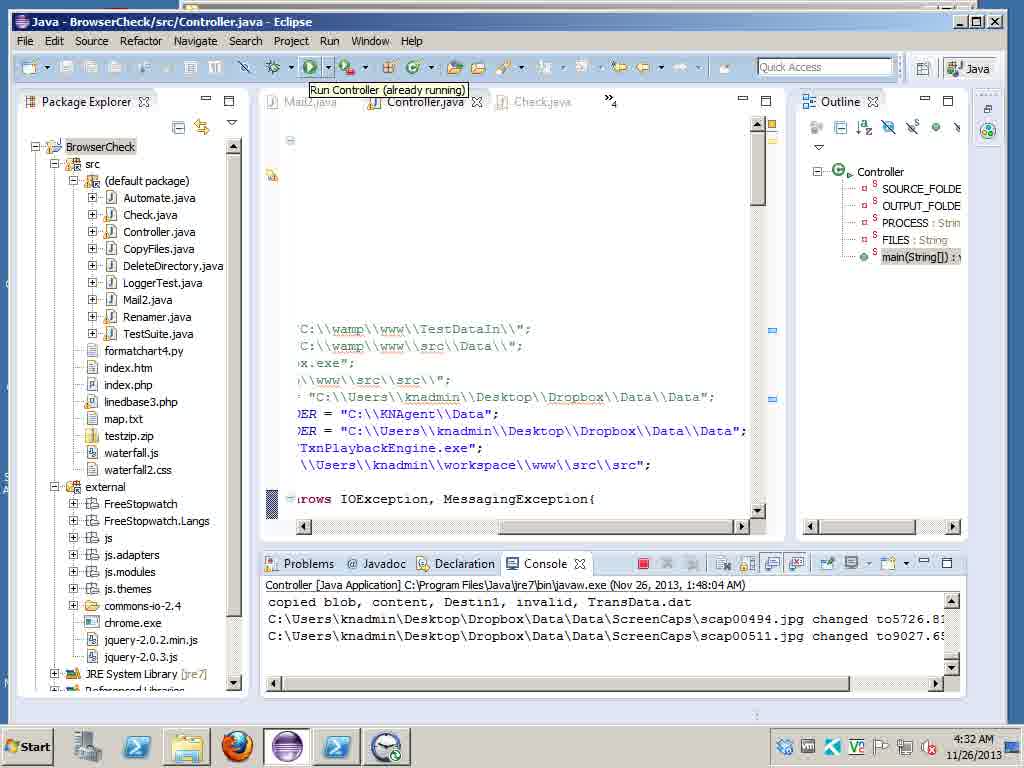 Java - BrowserCheck/src/Controller.java - Eclipse
File Edit Source Refactor Navigate Search Project Run Window Help
Quick Access
Java
Run Controller (already running)
Package Explorer
Mail2.java
Controller.java
Check.java
4
Outline
BrowserCheck
src
(default package)
Automate.java
Check.java
Controller.java
CopyFiles.java
DeleteDirectory.java
LoggerTest.java
Mail2.java
Renamer.java
TestSuite.java
formatchart4.py
index.htm
index.php
linedbase3.php
map.txt
testzip.zip
waterfall.js
waterfall2.css
external
FreeStopwatch
FreeStopwatch.Langs
js
js.adapters
js.modules
js.themes
commons-io-2.4
chrome.exe
jquery-2.0.2.min.js
jquery-2.0.3.js
JRE System Library [jre7]
Referenced Libraries
'C:\\wamp\\www\\TestDataIn\\";
'C:\\wamp\\www\\src\\Data\\";
x.exe";
\\www\\src\\src\\";
= "C:\\Users\\knadmin\\Desktop\\Dropbox\\Data\\Data";
DER = "C:\\KNAgent\\Data";
DER = "C:\\Users\\knadmin\\Desktop\\Dropbox\\Data\\Data";
'TxnPlaybackEngine.exe";
\\Users\\knadmin\\workspace\\www\\src\\src";
rows IOException, MessagingException{
Controller
SOURCE_FOLDE
OUTPUT_FOLDE
PROCESS : Strin
FILES : String
main(String[]) : v
Problems @ Javadoc Declaration Console
Controller [Java Application] C:\Program Files\Java\jre7\bin\javaw.exe (Nov 26, 2013, 1:48:04 AM)
copied blob, content, Destin1, invalid, TransData.dat
C:\Users\knadmin\Desktop\Dropbox\Data\Data\ScreenCaps\scap00494.jpg changed to5726.81
C:\Users\knadmin\Desktop\Dropbox\Data\Data\ScreenCaps\scap00511.jpg changed to9027.65
Start
4:32 AM
11/26/2013